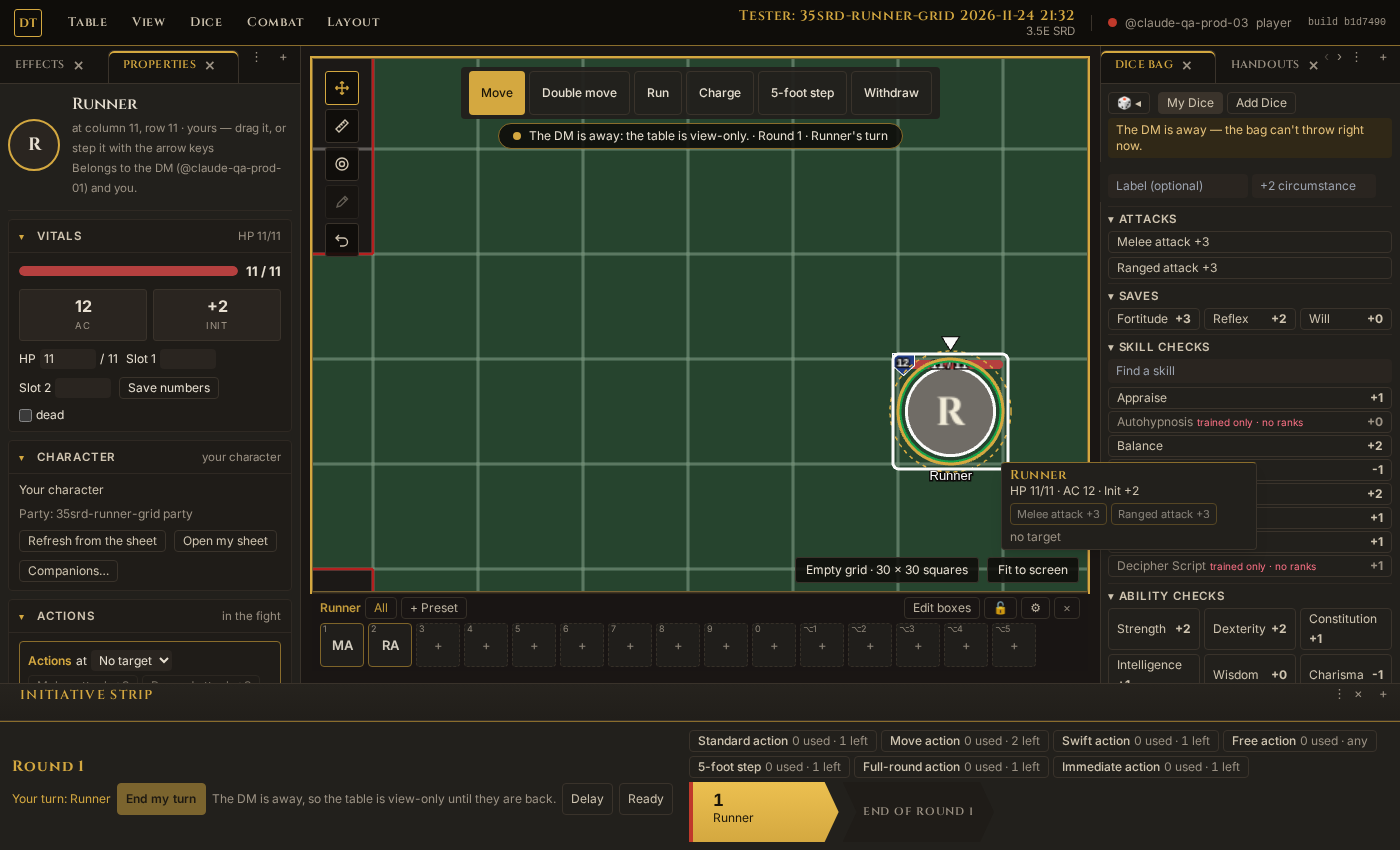 DT
TABLE
VIEW
DICE
COMBAT
LAYOUT
TESTER: 35SRD-RUNNER-GRID 2026-11-24 21:32
3.5E SRD
@claude-qa-prod-03 player
build b1d7490
EFFECTS
PROPERTIES
R
RUNNER
at column 11, row 11 · yours — drag it, or
step it with the arrow keys
Belongs to the DM (@claude-qa-prod-
01) and you.
VITALS
HP 11/11
11 / 11
12
AC
+2
INIT
HP 11 / 11 Slot 1
Slot 2
Save numbers
dead
CHARACTER
your character
Your character
Party: 35srd-runner-grid party
Refresh from the sheet
Open my sheet
Companions...
ACTIONS
in the fight
Actions at No target
Move
Double move
Run
Charge
5-foot step
Withdraw
The DM is away: the table is view-only. · Round 1 · Runner's turn
12
R
Runner
RUNNER
HP 11/11 · AC 12 · Init +2
Melee attack +3
Ranged attack +3
no target
Empty grid · 30 × 30 squares
Fit to screen
Runner
All
+ Preset
Edit boxes
1 MA
2 RA
3 +
4 +
5 +
6 +
7 +
8 +
9 +
0 +
⌥1 +
⌥2 +
⌥3 +
⌥4 +
⌥5 +
DICE BAG
HANDOUTS
My Dice
Add Dice
The DM is away — the bag can't throw right
now.
Label (optional)
+2 circumstance
ATTACKS
Melee attack +3
Ranged attack +3
SAVES
Fortitude +3
Reflex +2
Will +0
SKILL CHECKS
Find a skill
Appraise +1
Autohypnosis trained only · no ranks +0
Balance +2
-1
+2
+1
+1
Decipher Script trained only · no ranks +1
ABILITY CHECKS
Strength +2
Dexterity +2
Constitution
+1
Intelligence
Wisdom +0
Charisma -1
INITIATIVE STRIP
ROUND 1
Your turn: Runner
End my turn
The DM is away, so the table is view-only until they are back.
Delay
Ready
Standard action 0 used · 1 left
Move action 0 used · 2 left
Swift action 0 used · 1 left
Free action 0 used · any
5-foot step 0 used · 1 left
Full-round action 0 used · 1 left
Immediate action 0 used · 1 left
1
Runner
END OF ROUND 1